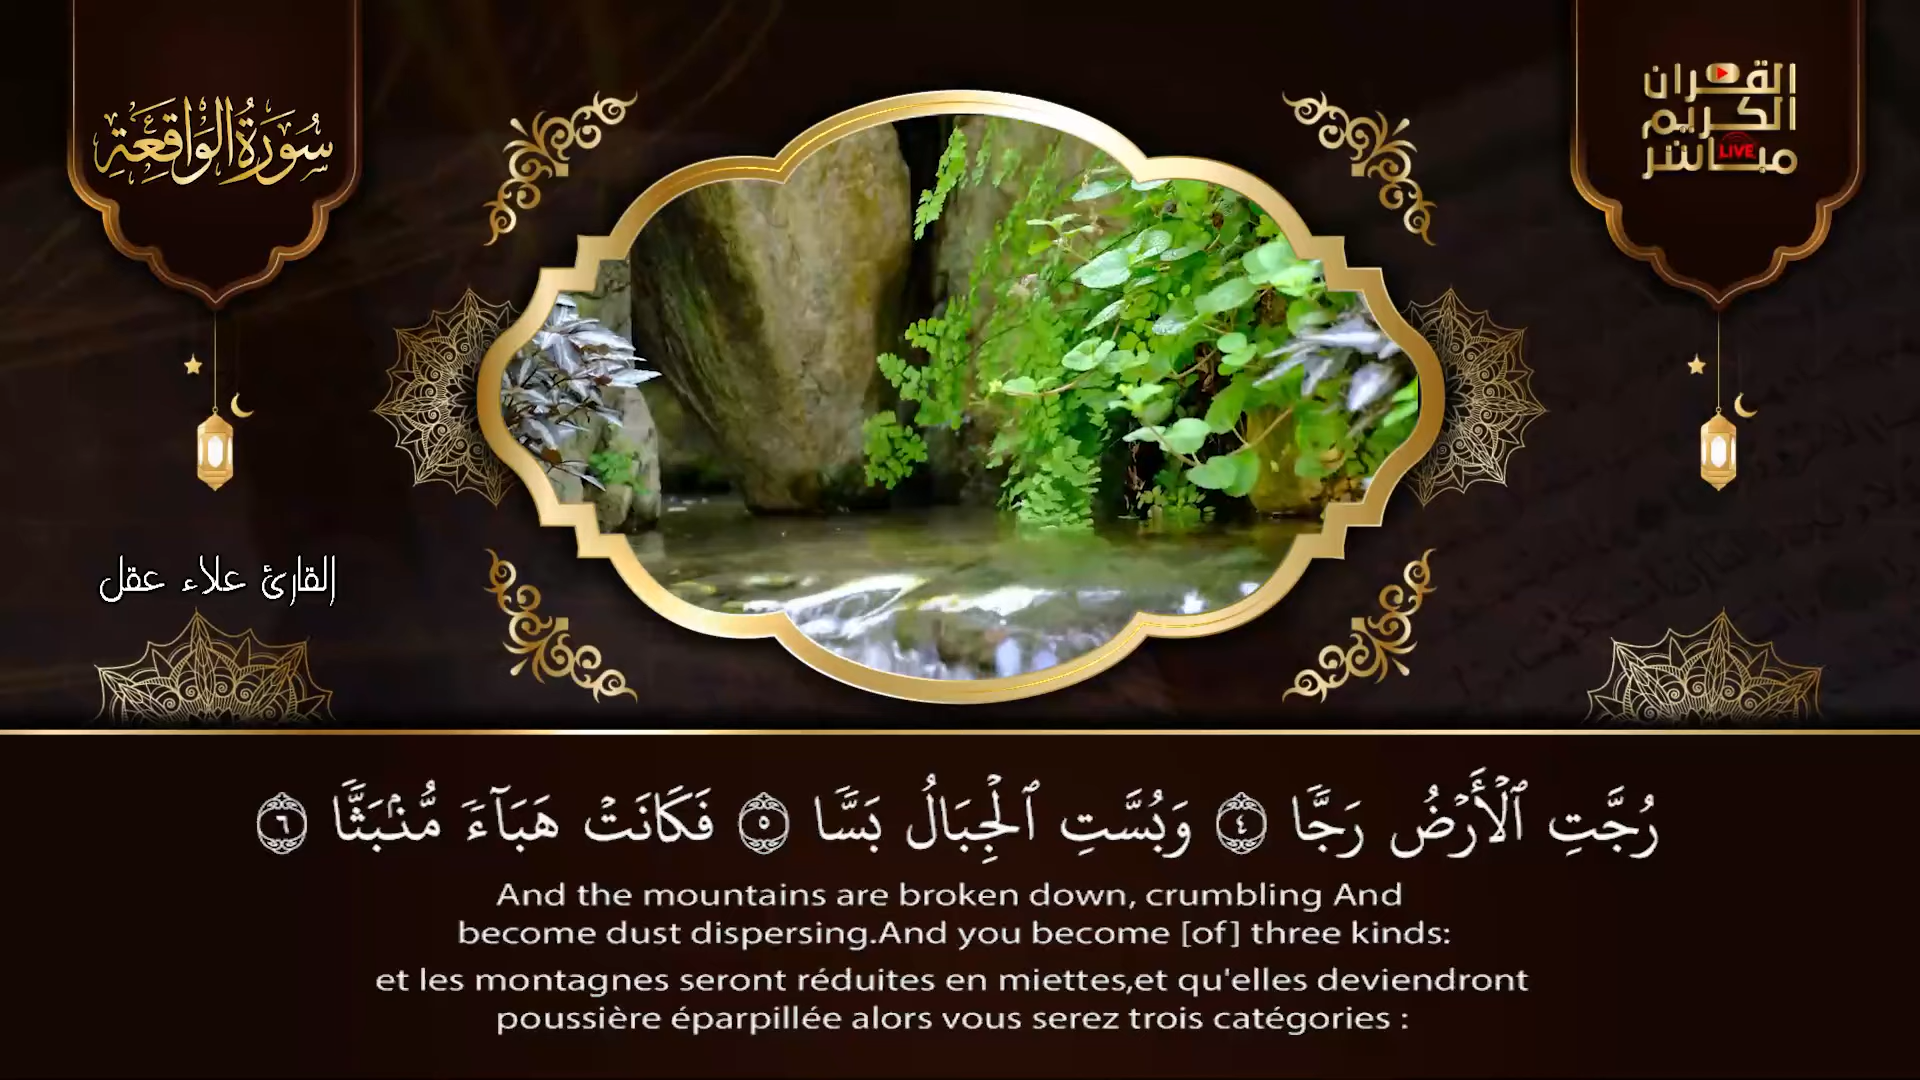 سُورَةُ الوَاقِعَةِ
القرآن
الكريم
مباشر
LIVE
القارئ علاء عقل
رُجَّتِ ٱلْأَرْضُ رَجًّا ٤ وَبُسَّتِ ٱلْجِبَالُ بَسًّا ٥ فَكَانَتْ هَبَآءً مُّنۢبَثًّا ٦
And the mountains are broken down, crumbling And
become dust dispersing.And you become [of] three kinds:
et les montagnes seront réduites en miettes,et qu'elles deviendront
poussière éparpillée alors vous serez trois catégories :